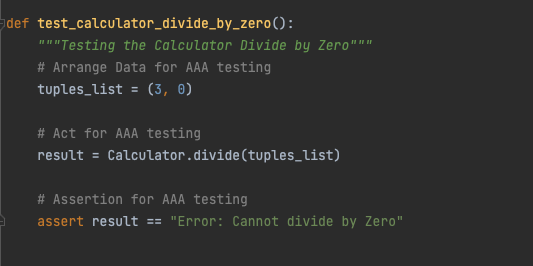 def test_calculator_divide_by_zero():
    """Testing the Calculator Divide by Zero"""
    # Arrange Data for AAA testing
    tuples_list = (3, 0)

    # Act for AAA testing
    result = Calculator.divide(tuples_list)

    # Assertion for AAA testing
    assert result == "Error: Cannot divide by Zero"